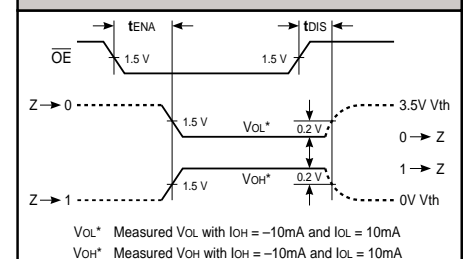 tENA tDIS
OE 1.5 V 1.5 V
Z 0 3.5V Vth
1.5 V VOL* 0.2 V
0 Z
1 Z
1.5 V VOH* 0.2 V
Z 1 0V Vth
VOL* Measured VOL with IOH = –10mA and IOL = 10mA
VOH* Measured VOH with IOH = –10mA and IOL = 10mA